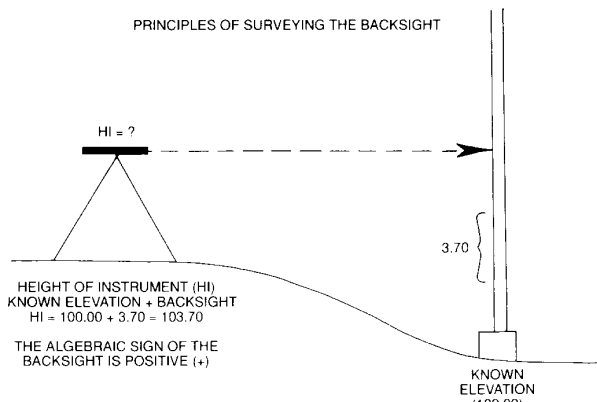 PRINCIPLES OF SURVEYING THE BACKSIGHT
HI = ?
3.70
HEIGHT OF INSTRUMENT (HI)
KNOWN ELEVATION + BACKSIGHT
HI = 100.00 + 3.70 = 103.70
THE ALGEBRAIC SIGN OF THE
BACKSIGHT IS POSITIVE (+)
KNOWN
ELEVATION